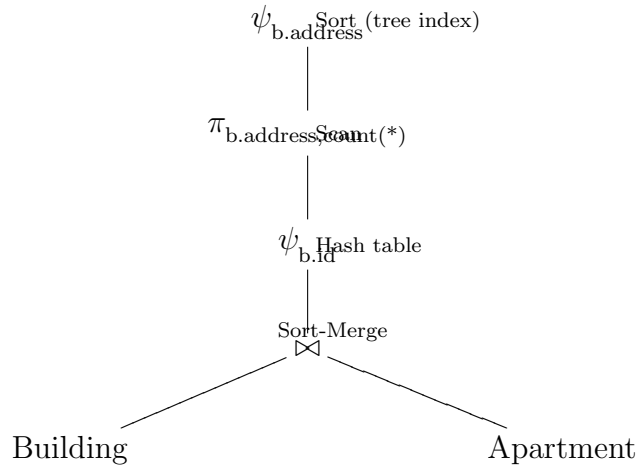 ψ b.address Sort (tree index)
π b.address,count(*) Scan
ψ b.id Hash table
Sort-Merge
⋈
Building Apartment